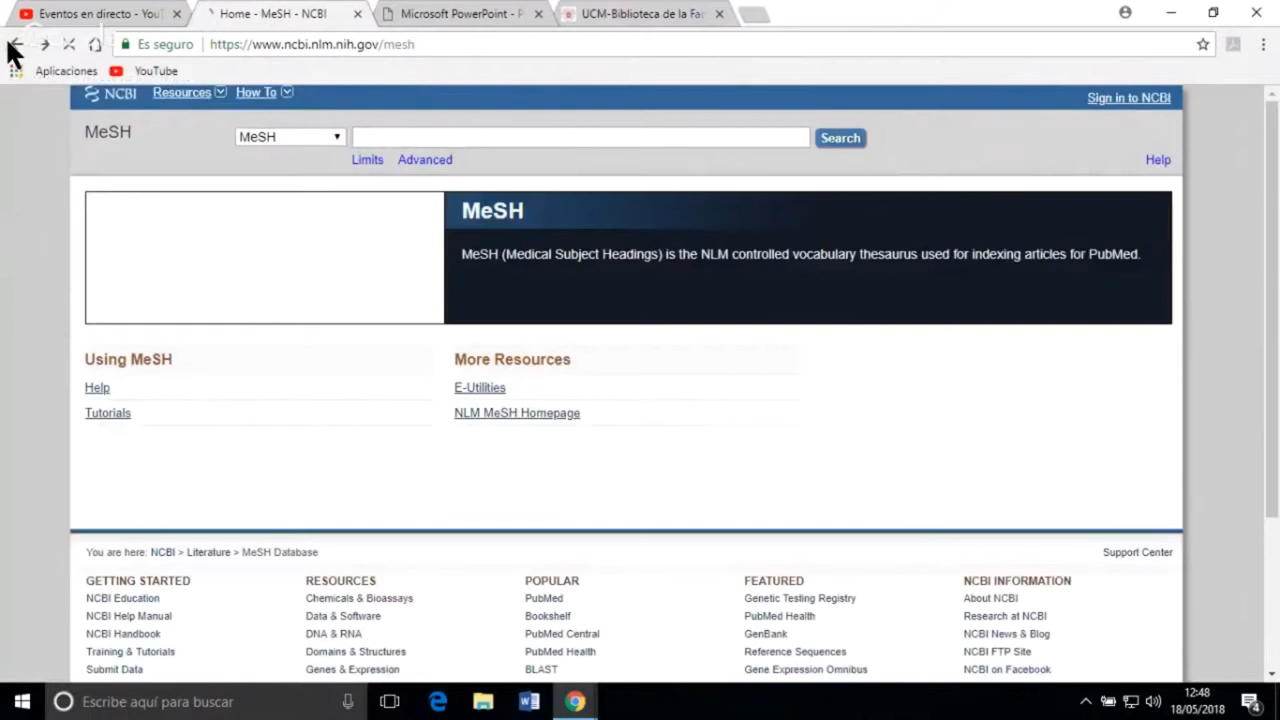 Eventos en directo - You
Home - MeSH - NCBI
Microsoft PowerPoint - P
UCM-Biblioteca de la Fac
Es seguro
https://www.ncbi.nlm.nih.gov/mesh
Aplicaciones
YouTube
NCBI
Resources
How To
Sign in to NCBI
MeSH
MeSH
Search
Limits
Advanced
Help
MeSH
MeSH (Medical Subject Headings) is the NLM controlled vocabulary thesaurus used for indexing articles for PubMed.
Using MeSH
More Resources
Help
E-Utilities
Tutorials
NLM MeSH Homepage
You are here: NCBI > Literature > MeSH Database
Support Center
GETTING STARTED
NCBI Education
NCBI Help Manual
NCBI Handbook
Training & Tutorials
Submit Data
RESOURCES
Chemicals & Bioassays
Data & Software
DNA & RNA
Domains & Structures
Genes & Expression
POPULAR
PubMed
Bookshelf
PubMed Central
PubMed Health
BLAST
FEATURED
Genetic Testing Registry
PubMed Health
GenBank
Reference Sequences
Gene Expression Omnibus
NCBI INFORMATION
About NCBI
Research at NCBI
NCBI News & Blog
NCBI FTP Site
NCBI on Facebook
Escribe aquí para buscar
12:48
18/05/2018
4